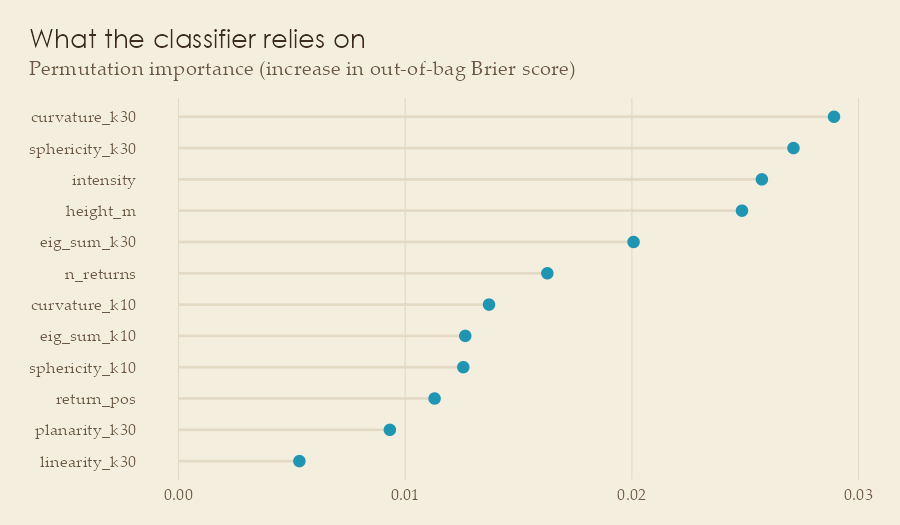 What the classifier relies on
Permutation importance (increase in out-of-bag Brier score)
curvature_k30
sphericity_k30
intensity
height_m
eig_sum_k30
n_returns
curvature_k10
eig_sum_k10
sphericity_k10
return_pos
planarity_k30
linearity_k30
0.00 0.01 0.02 0.03